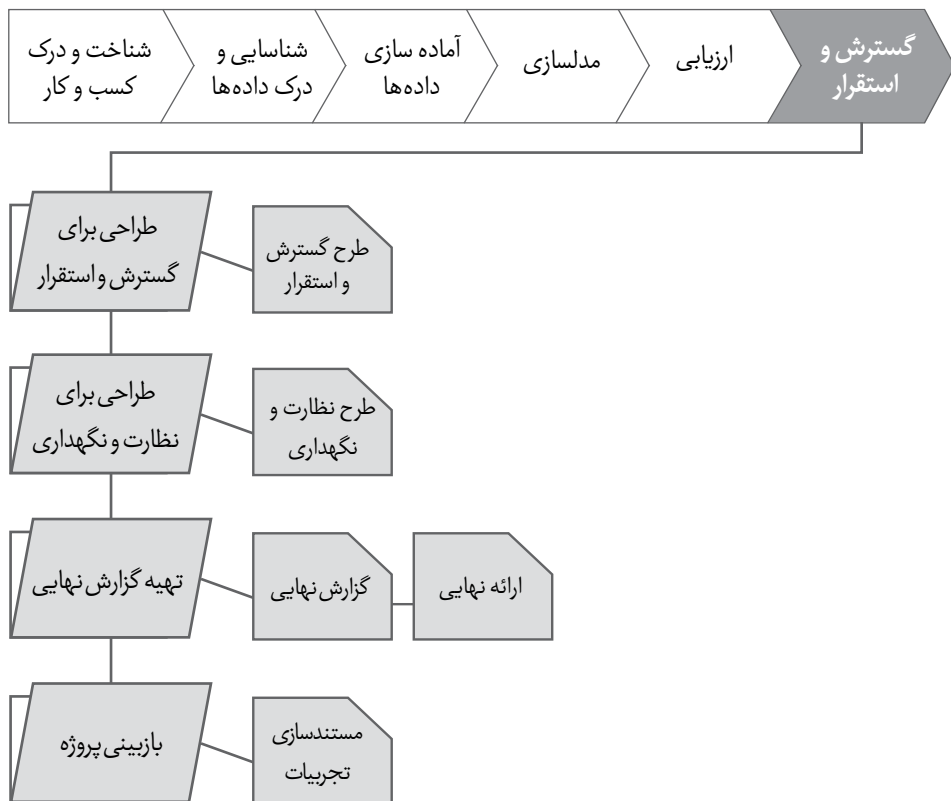 شناخت و درک
کسب و کار
شناسایی و
درک داده‌ها
آماده سازی
داده‌ها
مدلسازی
ارزیابی
گسترش و
استقرار
طراحی برای
گسترش و استقرار
طرح گسترش
و استقرار
طراحی برای
نظارت و نگهداری
طرح نظارت و
نگهداری
تهیه گزارش نهایی
گزارش نهایی
ارائه نهایی
بازبینی پروژه
مستندسازی
تجربیات